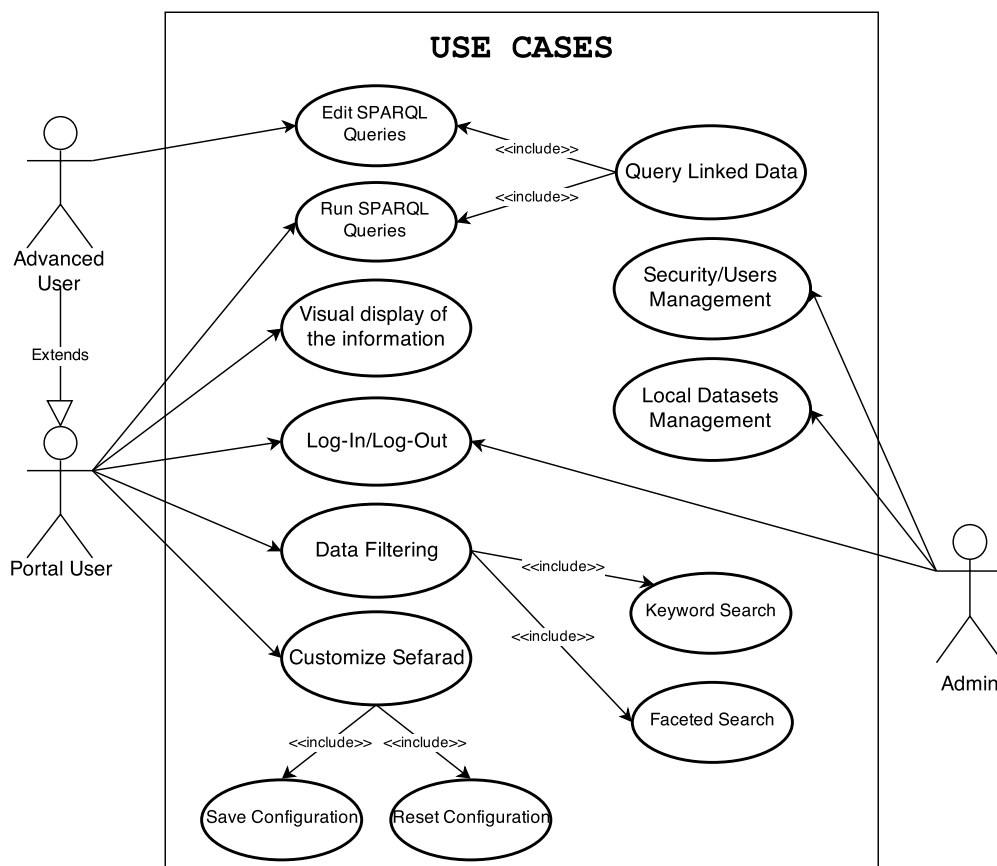 USE CASES
Edit SPARQL
Queries
<<include>>
Query Linked Data
<<include>>
Run SPARQL
Queries
Advanced
User
Security/Users
Management
Visual display of
the information
Extends
Local Datasets
Management
Log-In/Log-Out
Portal User
Data Filtering
<<include>>
Keyword Search
<<include>>
Customize Sefarad
Admin
Faceted Search
<<include>>
<<include>>
Save Configuration
Reset Configuration